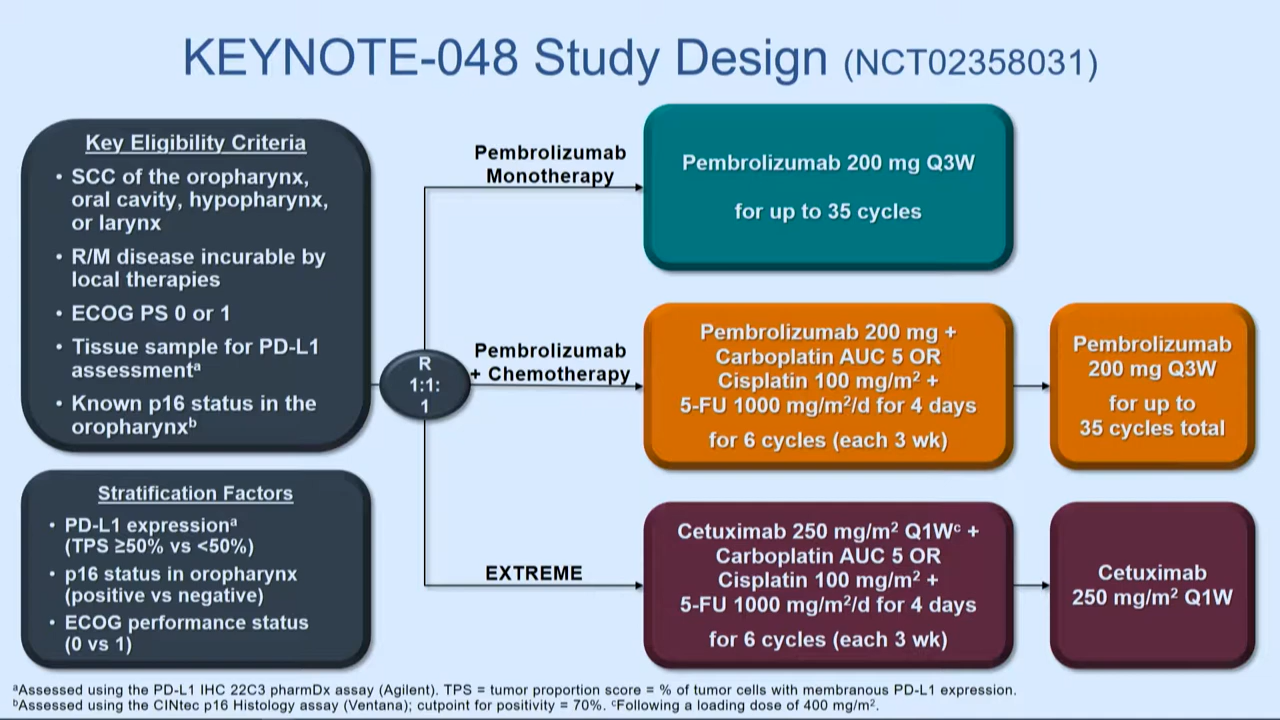 KEYNOTE-048 Study Design (NCT02358031)
Key Eligibility Criteria
• SCC of the oropharynx,
oral cavity, hypopharynx,
or larynx
• R/M disease incurable by
local therapies
• ECOG PS 0 or 1
• Tissue sample for PD-L1
assessmentᵃ
• Known p16 status in the
oropharynxᵇ
Stratification Factors
• PD-L1 expressionᵃ
(TPS ≥50% vs <50%)
• p16 status in oropharynx
(positive vs negative)
• ECOG performance status
(0 vs 1)
R
1:1:
1
Pembrolizumab
Monotherapy
Pembrolizumab 200 mg Q3W
for up to 35 cycles
Pembrolizumab
+ Chemotherapy
Pembrolizumab 200 mg +
Carboplatin AUC 5 OR
Cisplatin 100 mg/m² +
5-FU 1000 mg/m²/d for 4 days
for 6 cycles (each 3 wk)
Pembrolizumab
200 mg Q3W
for up to
35 cycles total
EXTREME
Cetuximab 250 mg/m² Q1Wᶜ +
Carboplatin AUC 5 OR
Cisplatin 100 mg/m² +
5-FU 1000 mg/m²/d for 4 days
for 6 cycles (each 3 wk)
Cetuximab
250 mg/m² Q1W
ᵃAssessed using the PD-L1 IHC 22C3 pharmDx assay (Agilent). TPS = tumor proportion score = % of tumor cells with membranous PD-L1 expression.
ᵇAssessed using the CINtec p16 Histology assay (Ventana); cutpoint for positivity = 70%. ᶜFollowing a loading dose of 400 mg/m².